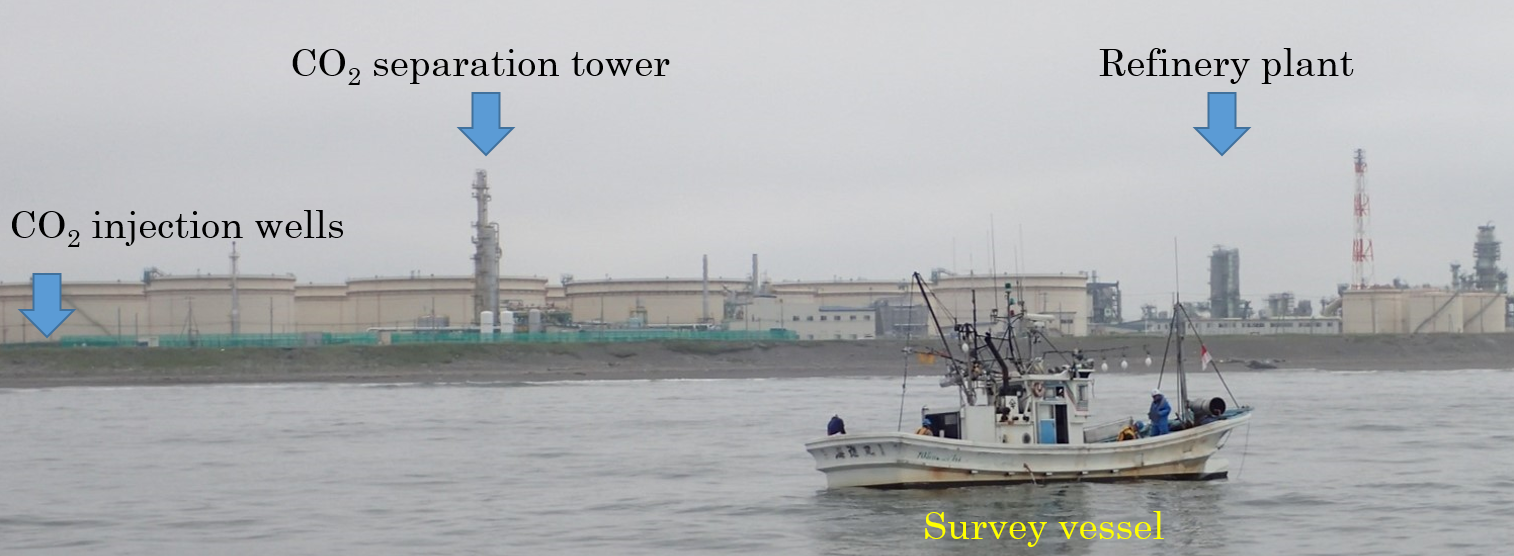 CO₂ separation tower
Refinery plant
CO₂ injection wells
Survey vessel